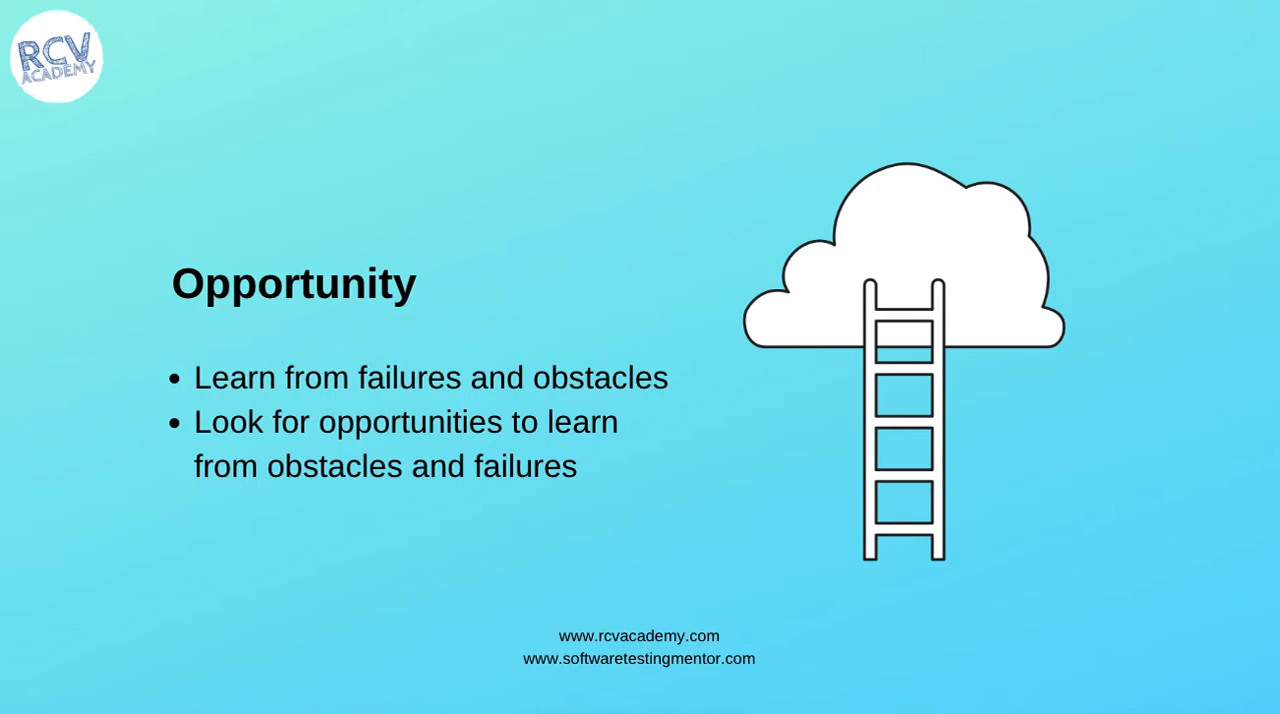 RCV
ACADEMY
Opportunity
• Learn from failures and obstacles
• Look for opportunities to learn
from obstacles and failures
www.rcvacademy.com
www.softwaretestingmentor.com